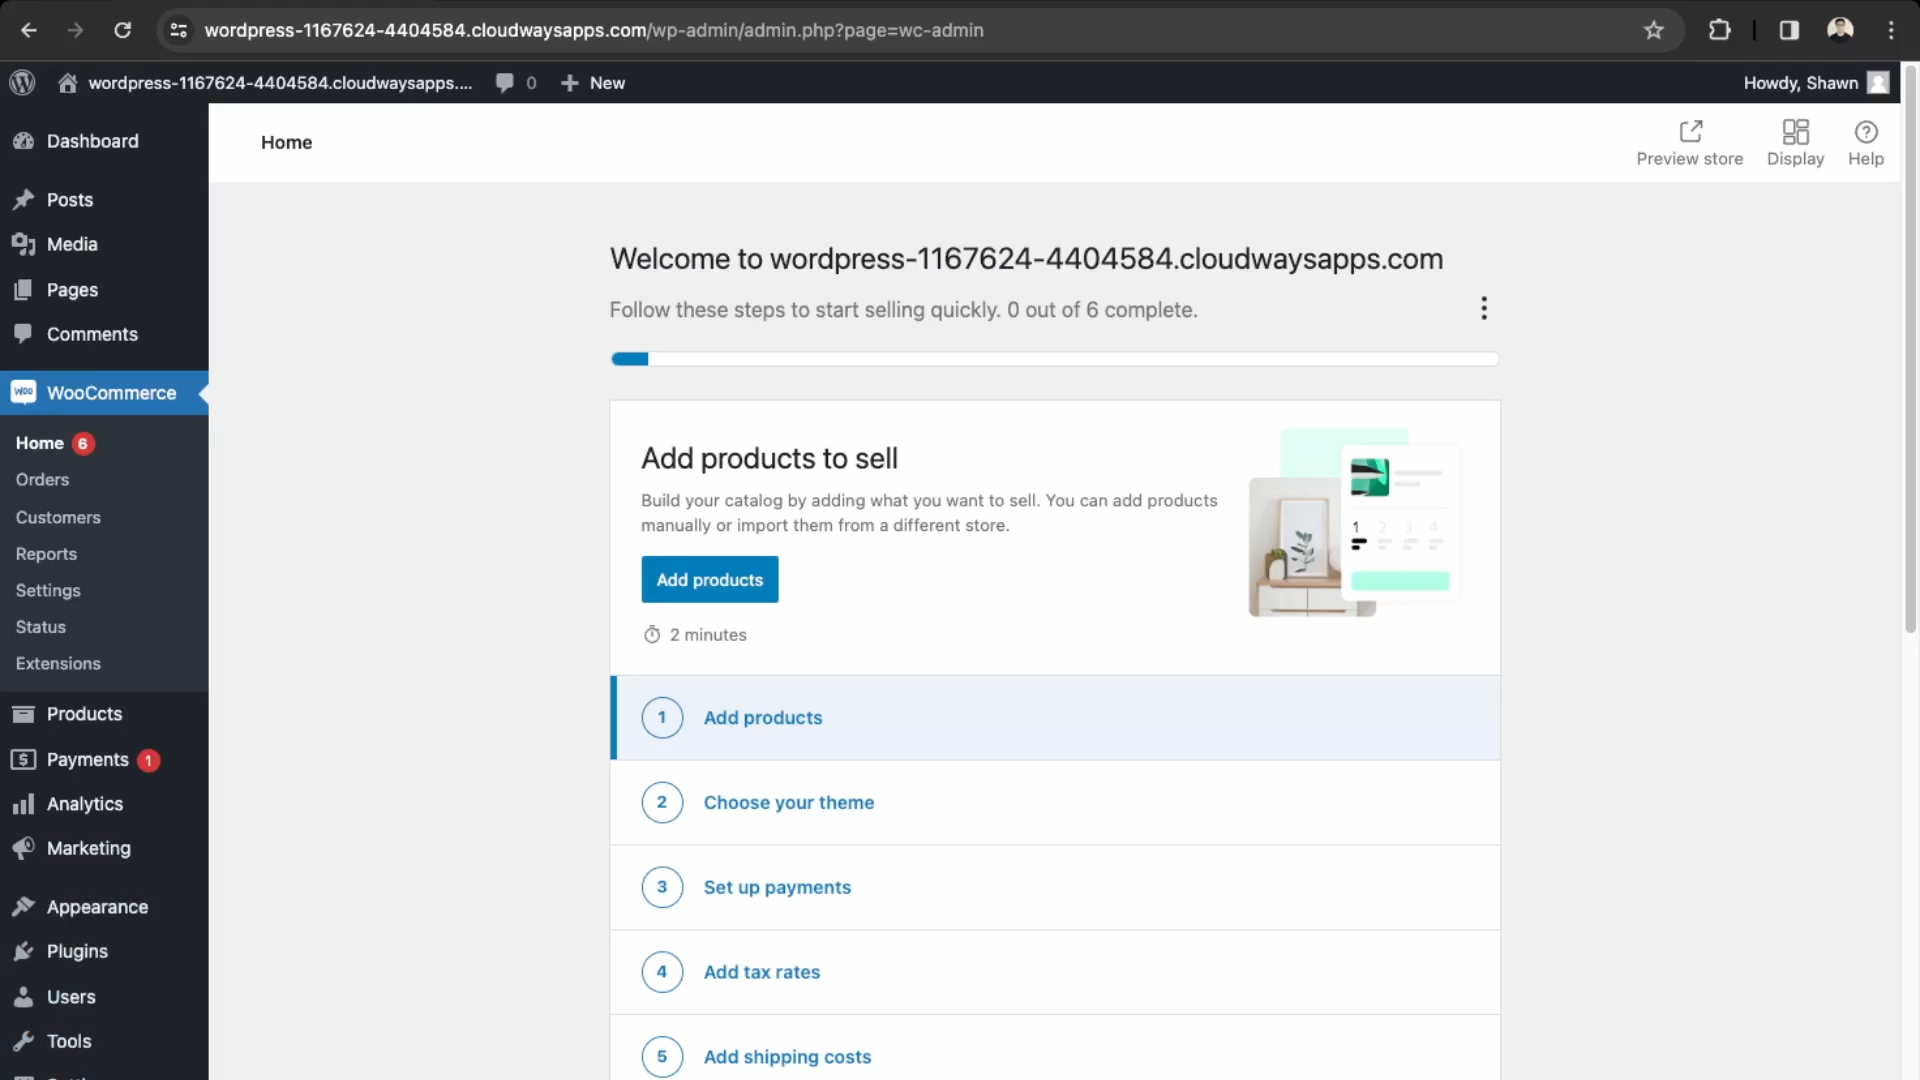 wordpress-1167624-4404584.cloudwaysapps.com/wp-admin/admin.php?page=wc-admin
wordpress-1167624-4404584.cloudwaysapps....
0
New
Howdy, Shawn
Dashboard
Posts
Media
Pages
Comments
WOO
WooCommerce
Home 6
Orders
Customers
Reports
Settings
Status
Extensions
Products
Payments 1
Analytics
Marketing
Appearance
Plugins
Users
Tools
Home
Preview store
Display
Help
Welcome to wordpress-1167624-4404584.cloudwaysapps.com
Follow these steps to start selling quickly. 0 out of 6 complete.
Add products to sell
Build your catalog by adding what you want to sell. You can add products
manually or import them from a different store.
Add products
2 minutes
1 2 3 4
1 Add products
2 Choose your theme
3 Set up payments
4 Add tax rates
5 Add shipping costs